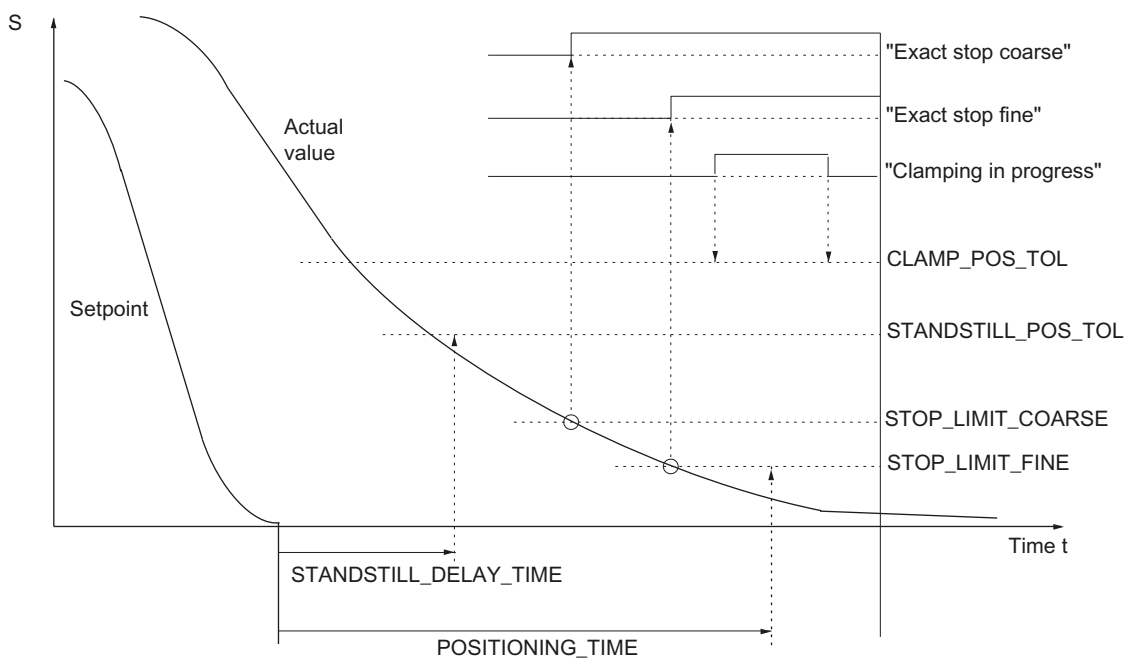 S
"Exact stop coarse"
"Exact stop fine"
Actual
value
"Clamping in progress"
CLAMP_POS_TOL
Setpoint
STANDSTILL_POS_TOL
STOP_LIMIT_COARSE
STOP_LIMIT_FINE
Time t
STANDSTILL_DELAY_TIME
POSITIONING_TIME